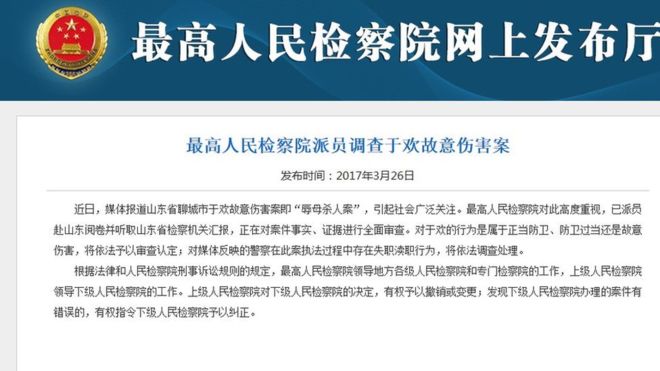 最高人民检察院网上发布厅
最高人民检察院派员调查于欢故意伤害案
发布时间：2017年3月26日
近日，媒体报道山东省聊城市于欢故意伤害案即“辱母杀人案”，引起社会广泛关注。最高人民检察院对此高度重视，已派员
赴山东阅卷并听取山东省检察机关汇报，正在对案件事实、证据进行全面审查。对于欢的行为是属于正当防卫、防卫过当还是故意
伤害，将依法予以审查认定；对媒体反映的警察在此案执法过程中存在失职渎职行为，将依法调查处理。
根据法律和人民检察院刑事诉讼规则的规定，最高人民检察院领导地方各级人民检察院和专门检察院的工作，上级人民检察院
领导下级人民检察院的工作。上级人民检察院对下级人民检察院的决定，有权予以撤销或变更；发现下级人民检察院办理的案件有
错误的，有权指令下级人民检察院予以纠正。